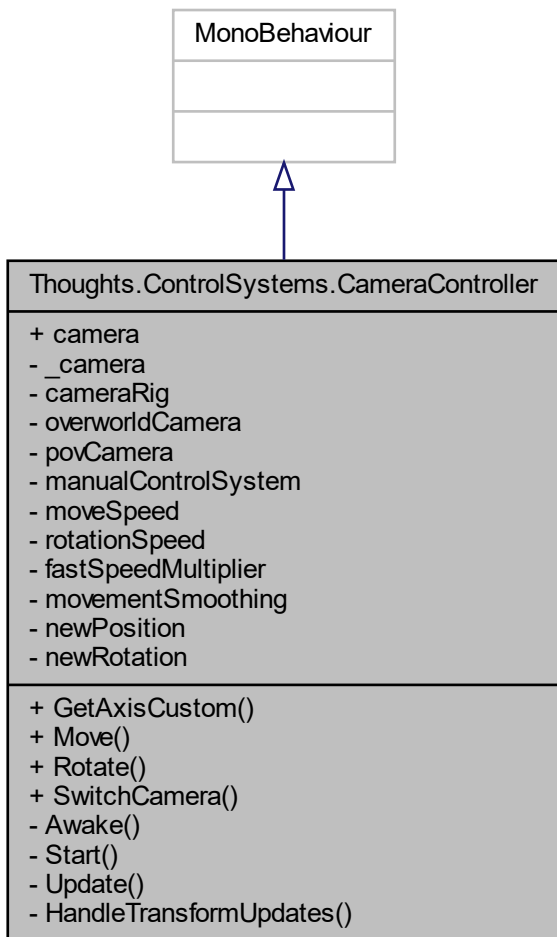 MonoBehaviour
Thoughts.ControlSystems.CameraController
+ camera
- _camera
- cameraRig
- overworldCamera
- povCamera
- manualControlSystem
- moveSpeed
- rotationSpeed
- fastSpeedMultiplier
- movementSmoothing
- newPosition
- newRotation
+ GetAxisCustom()
+ Move()
+ Rotate()
+ SwitchCamera()
- Awake()
- Start()
- Update()
- HandleTransformUpdates()